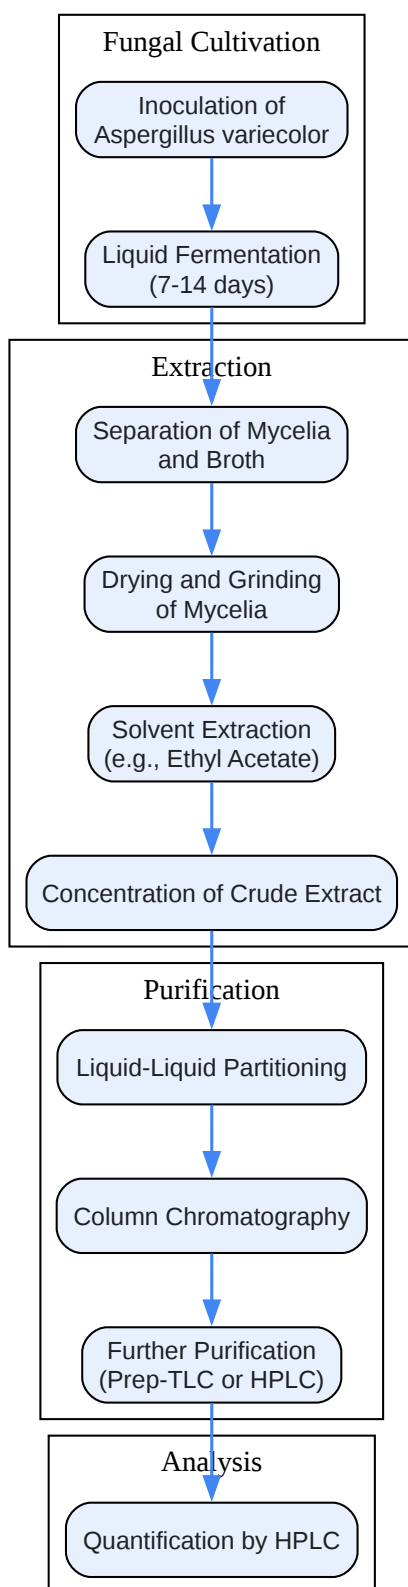 Fungal Cultivation
Inoculation of
Aspergillus variecolor
Liquid Fermentation
(7-14 days)
Extraction
Separation of Mycelia
and Broth
Drying and Grinding
of Mycelia
Solvent Extraction
(e.g., Ethyl Acetate)
Concentration of Crude Extract
Purification
Liquid-Liquid Partitioning
Column Chromatography
Further Purification
(Prep-TLC or HPLC)
Analysis
Quantification by HPLC